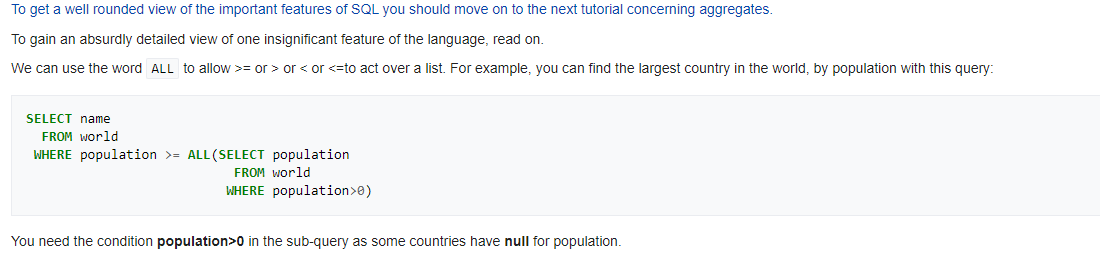 To get a well rounded view of the important features of SQL you should move on to the next tutorial concerning aggregates.
To gain an absurdly detailed view of one insignificant feature of the language, read on.
We can use the word ALL to allow >= or > or < or <=to act over a list. For example, you can find the largest country in the world, by population with this query:
SELECT name
FROM world
WHERE population >= ALL(SELECT population
FROM world
WHERE population>0)
You need the condition population>0 in the sub-query as some countries have null for population.